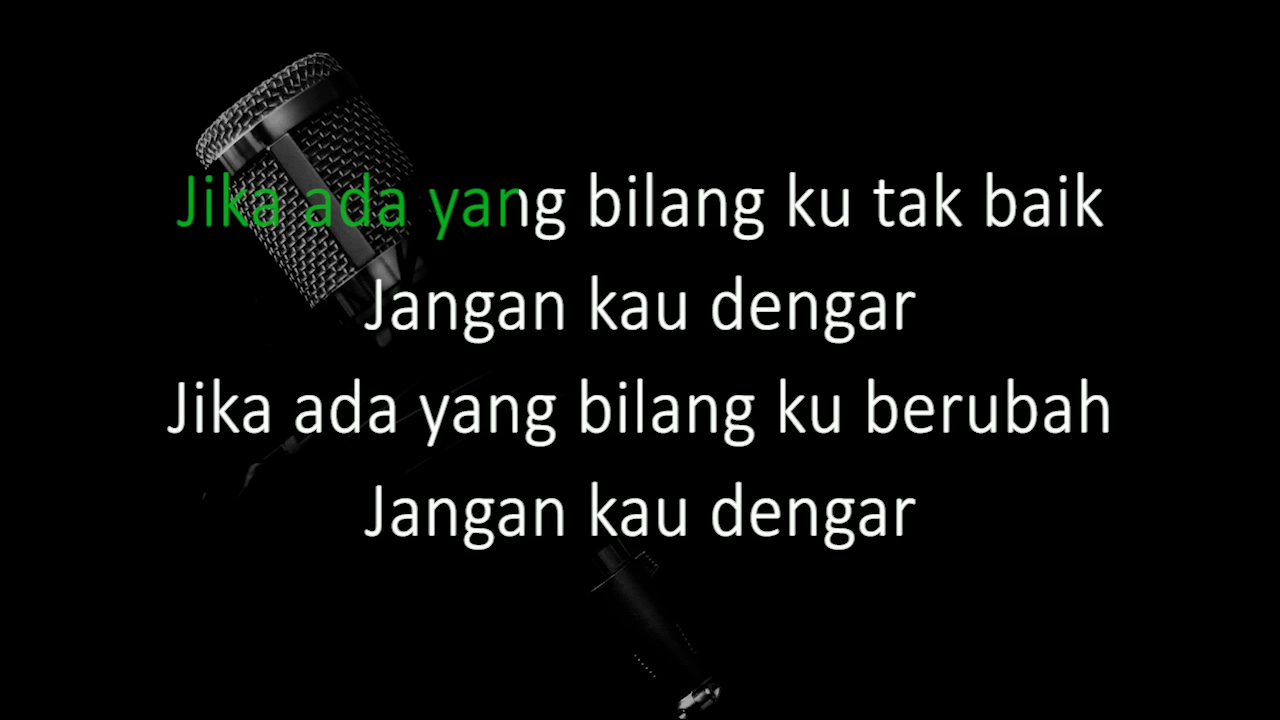 Jika ada yang bilang ku tak baik
Jangan kau dengar
Jika ada yang bilang ku berubah
Jangan kau dengar